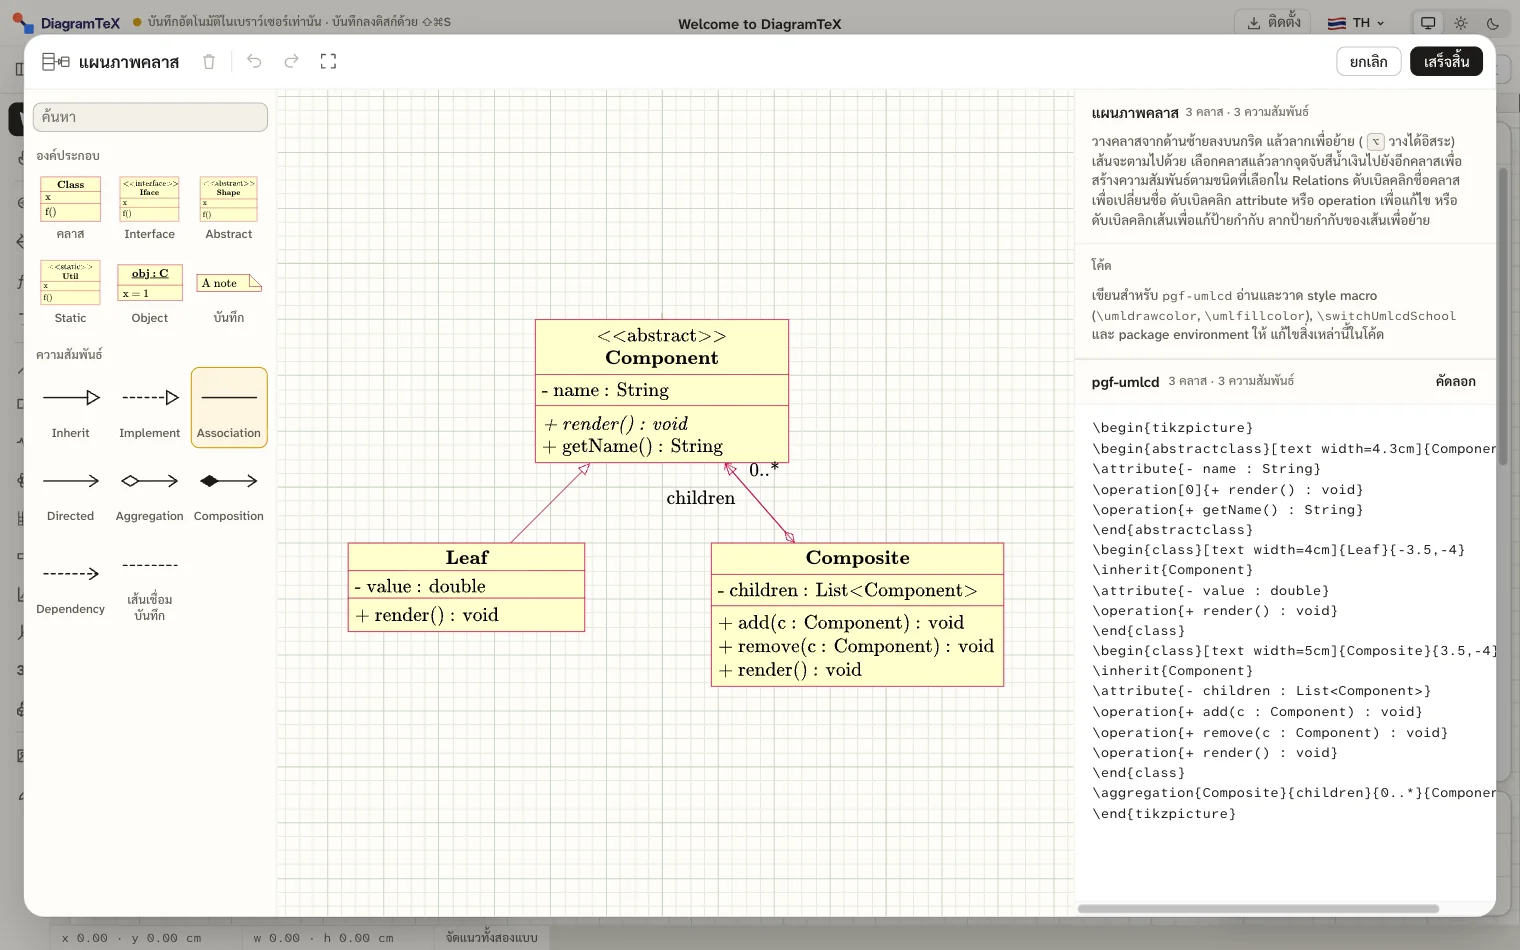 DiagramTeX
บันทึกอัตโนมัติในเบราว์เซอร์เท่านั้น · บันทึกลงดิสก์ด้วย ⇧⌘S
Welcome to DiagramTeX
ติดตั้ง
TH
แผนภาพคลาส
ยกเลิก
เสร็จสิ้น
ค้นหา
องค์ประกอบ
Class
x
f()
คลาส
<<interface>>
Iface
x
f()
Interface
<<abstract>>
Shape
x
f()
Abstract
<<static>>
Util
x
f()
Static
obj : C
x = 1
Object
A note
บันทึก
ความสัมพันธ์
Inherit
Implement
Association
Directed
Aggregation
Composition
Dependency
เส้นเชื่อม
บันทึก
<<abstract>>
Component
- name : String
+ render() : void
+ getName() : String
0..*
children
Leaf
- value : double
+ render() : void
Composite
- children : List<Component>
+ add(c : Component) : void
+ remove(c : Component) : void
+ render() : void
แผนภาพคลาส 3 คลาส · 3 ความสัมพันธ์
วางคลาสจากด้านซ้ายลงบนกริด แล้วลากเพื่อย้าย ( ⌥ วางได้อิสระ)
เส้นจะตามไปด้วย เลือกคลาสแล้วลากจุดจับสีน้ำเงินไปยังอีกคลาสเพื่อ
สร้างความสัมพันธ์ตามชนิดที่เลือกใน Relations ดับเบิลคลิกชื่อคลาส
เพื่อเปลี่ยนชื่อ ดับเบิลคลิก attribute หรือ operation เพื่อแก้ไข หรือ
ดับเบิลคลิกเส้นเพื่อแก้ป้ายกำกับ ลากป้ายกำกับของเส้นเพื่อย้าย
โค้ด
เขียนสำหรับ pgf-umlcd อ่านและวาด style macro
(\umldrawcolor, \umlfillcolor), \switchUmlcdSchool
และ package environment ให้ แก้ไขสิ่งเหล่านี้ในโค้ด
pgf-umlcd 3 คลาส · 3 ความสัมพันธ์
คัดลอก
\begin{tikzpicture}
\begin{abstractclass}[text width=4.3cm]{Componen
\attribute{- name : String}
\operation[0]{+ render() : void}
\operation{+ getName() : String}
\end{abstractclass}
\begin{class}[text width=4cm]{Leaf}{-3.5,-4}
\inherit{Component}
\attribute{- value : double}
\operation{+ render() : void}
\end{class}
\begin{class}[text width=5cm]{Composite}{3.5,-4}
\inherit{Component}
\attribute{- children : List<Component>}
\operation{+ add(c : Component) : void}
\operation{+ remove(c : Component) : void}
\operation{+ render() : void}
\end{class}
\aggregation{Composite}{children}{0..*}{Componen
\end{tikzpicture}
x 0.00 · y 0.00 cm
w 0.00 · h 0.00 cm
จัดแนวทั้งสองแบบ